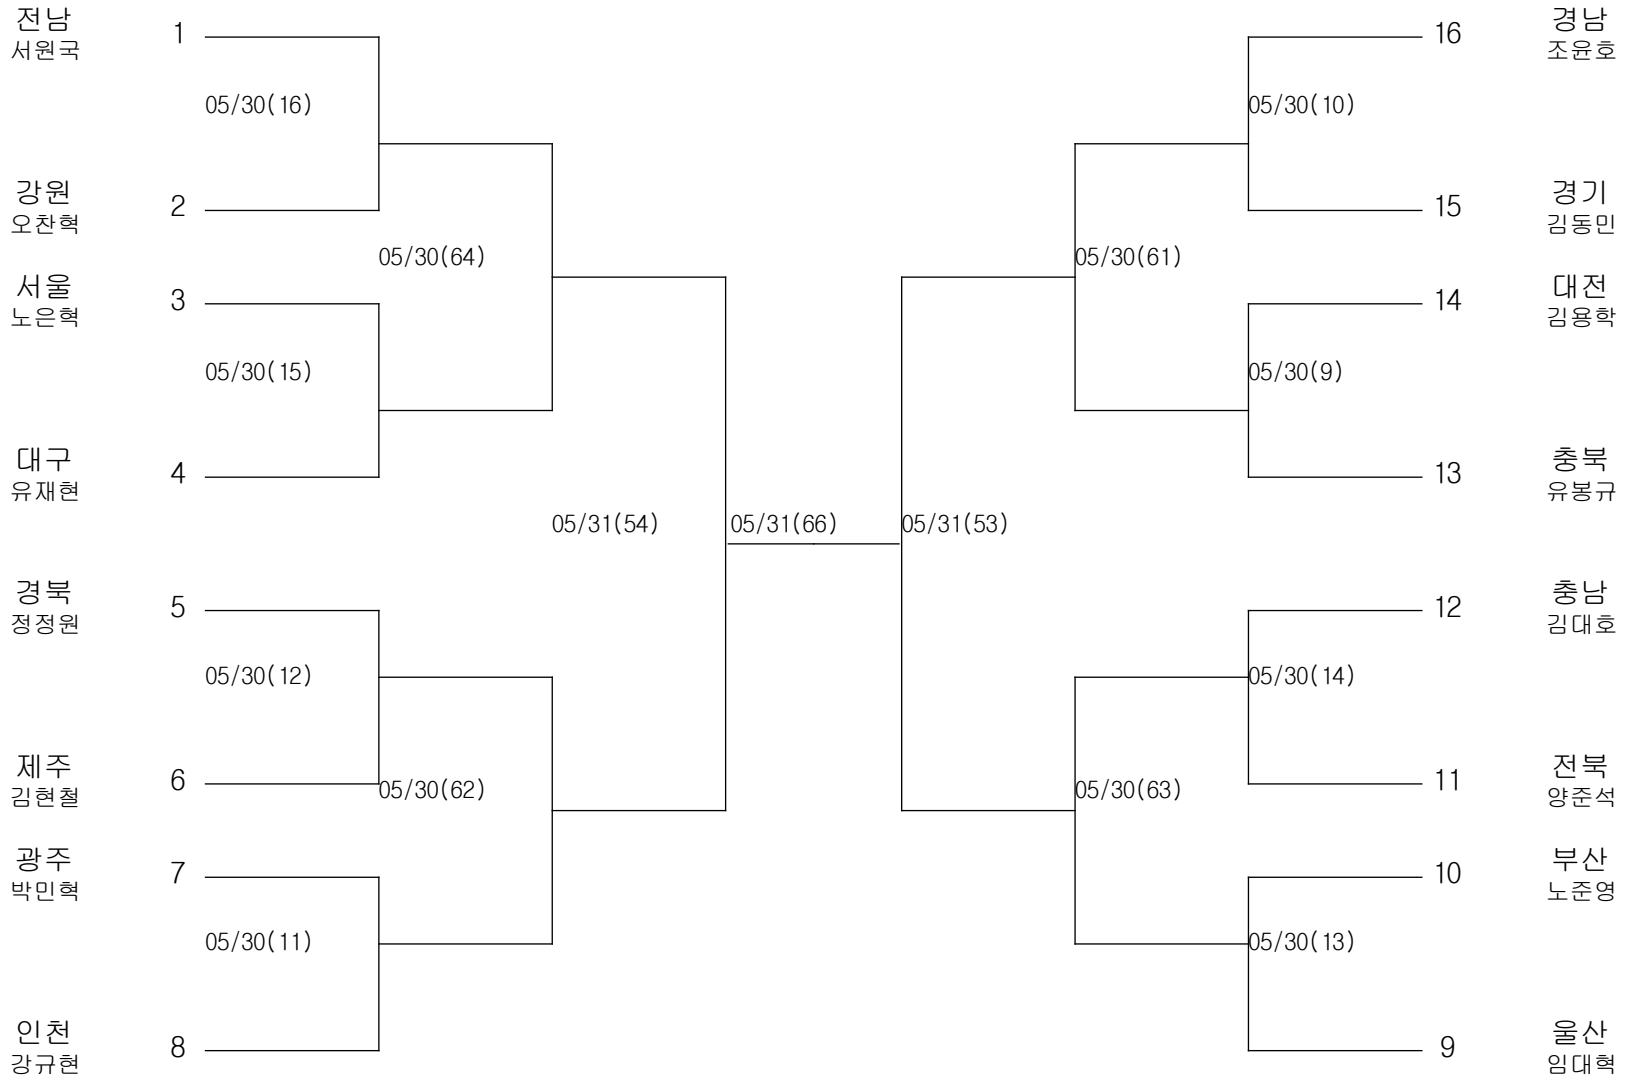 전남
서원국
1
16
경남
조윤호
05/30(16)
05/30(10)
강원
오찬혁
2
15
경기
김동민
05/30(64)
05/30(61)
서울
노은혁
3
14
대전
김용학
05/30(15)
05/30(9)
대구
유재현
4
13
충북
유봉규
05/31(54)
05/31(66)
05/31(53)
경북
정정원
5
12
충남
김대호
05/30(12)
05/30(14)
제주
김현철
6
11
전북
양준석
05/30(62)
05/30(63)
광주
박민혁
7
10
부산
노준영
05/30(11)
05/30(13)
인천
강규현
8
9
울산
임대혁